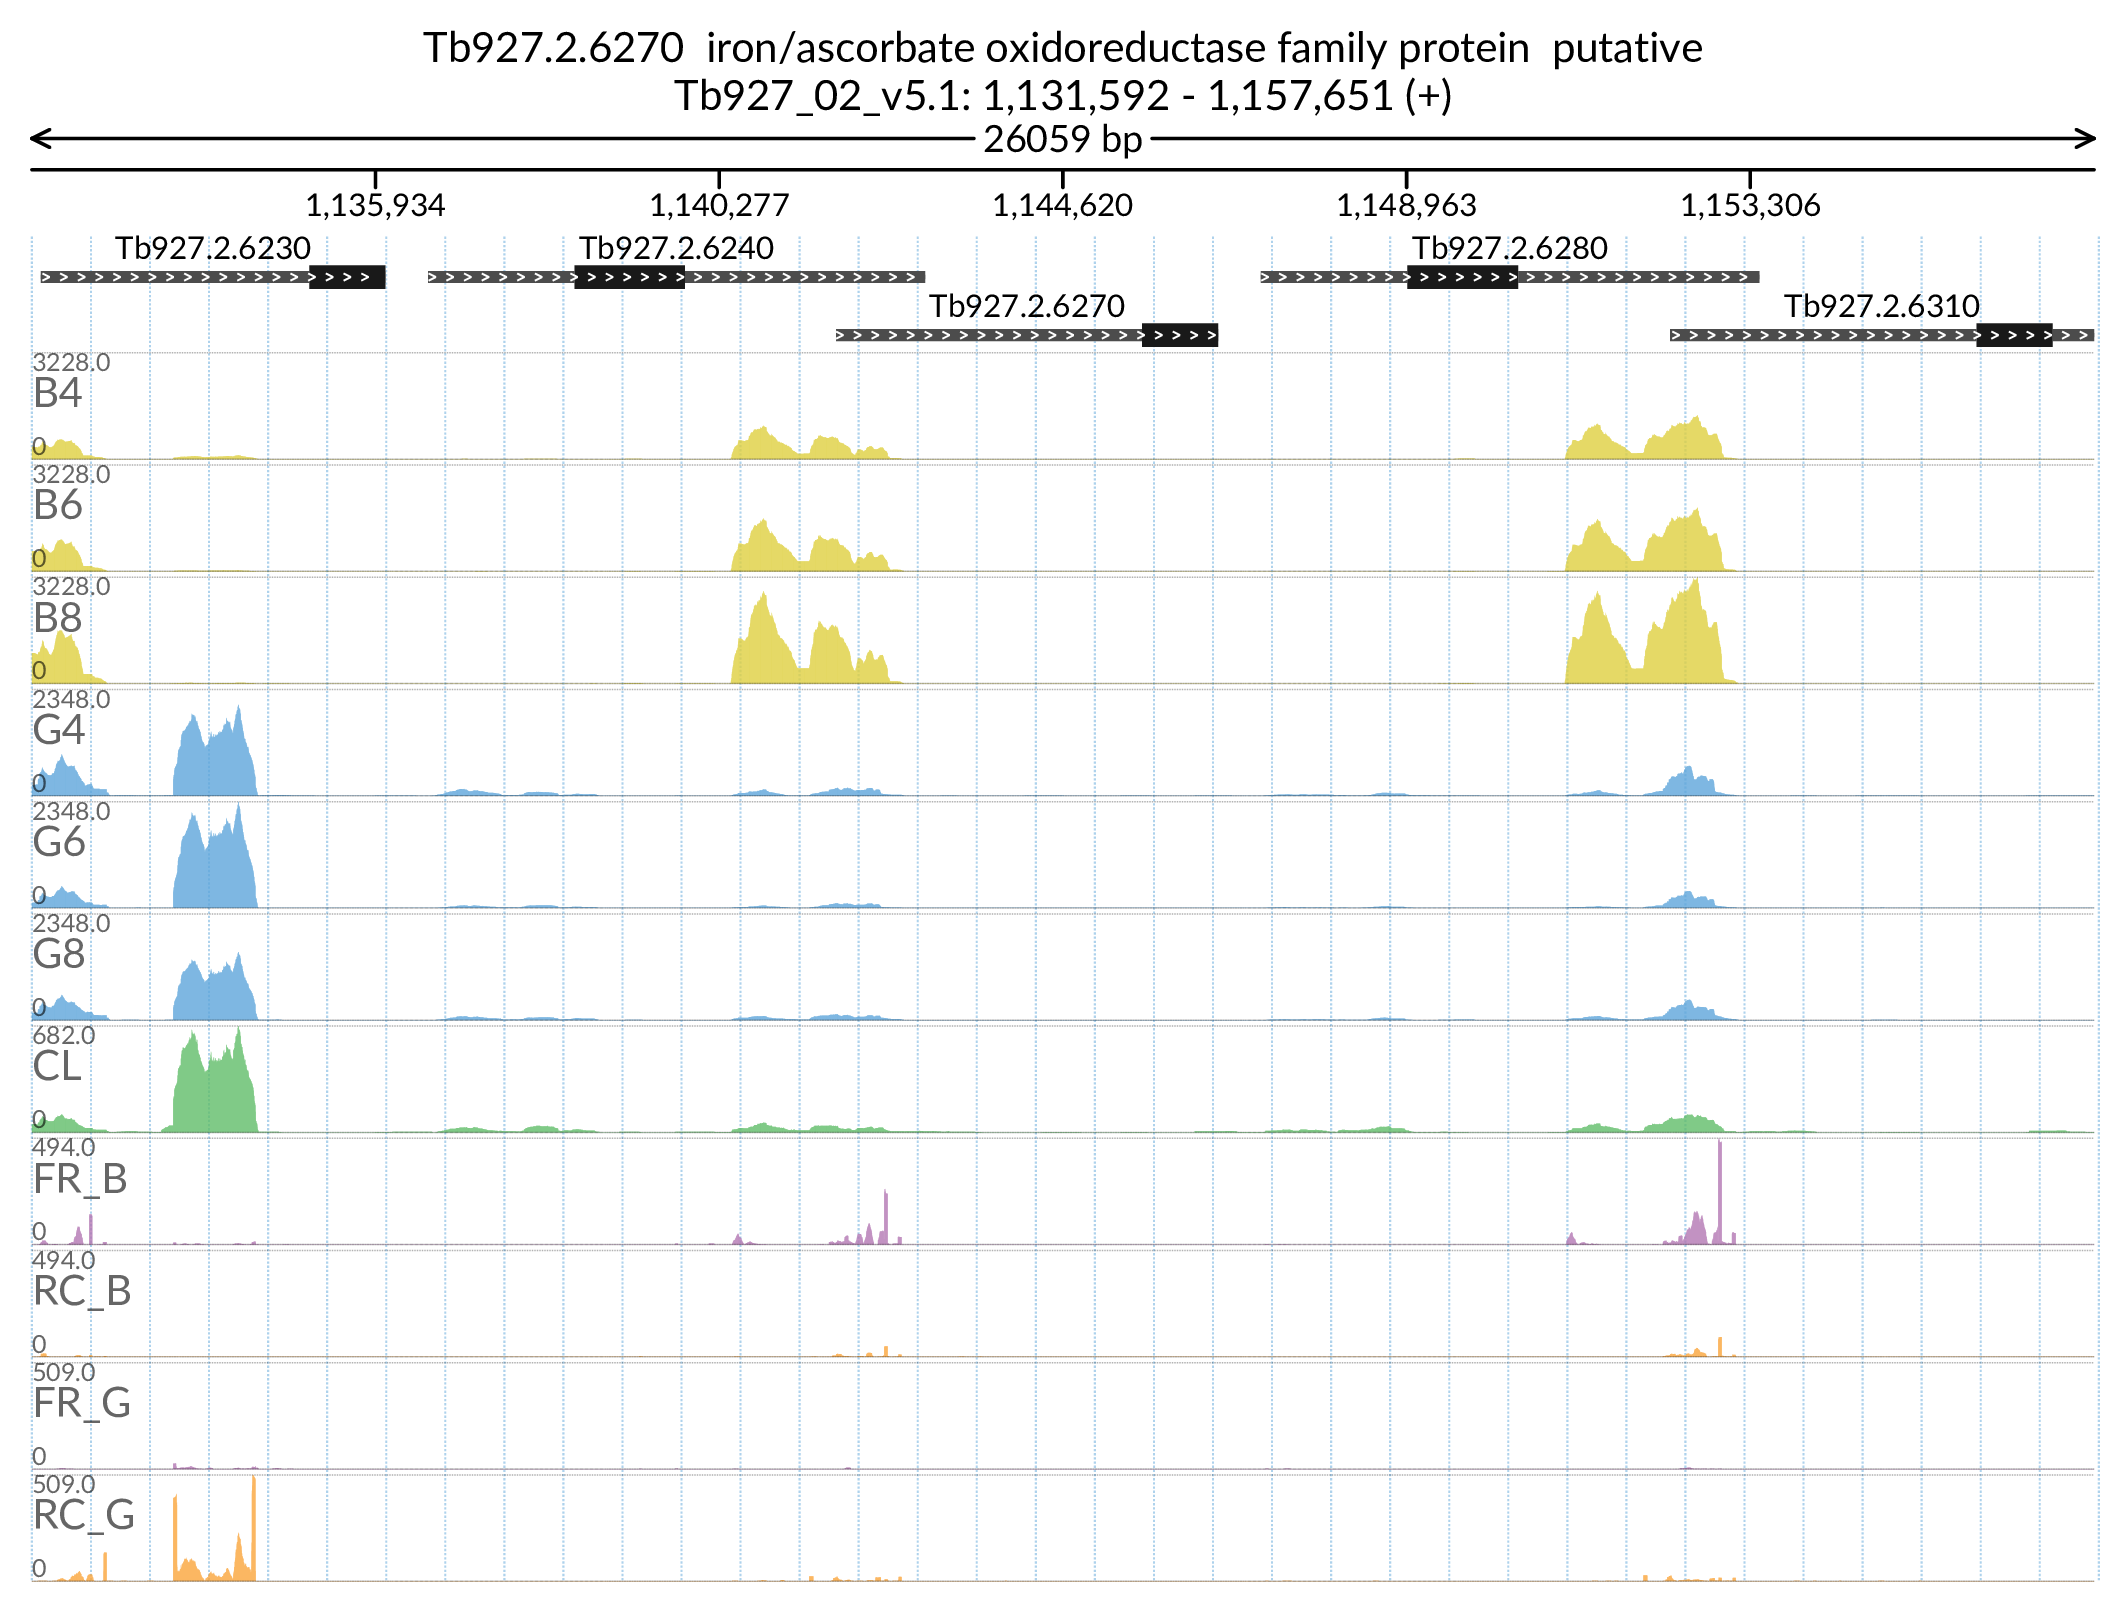 Tb927.2.6270 iron/ascorbate oxidoreductase family protein putative
Tb927_02_v5.1: 1,131,592 - 1,157,651 (+)
26059 bp
1,135,934 1,140,277 1,144,620 1,148,963 1,153,306
Tb927.2.6230 Tb927.2.6240 Tb927.2.6280
Tb927.2.6270 Tb927.2.6310
3228.0
B4
0
3228.0
B6
0
3228.0
B8
0
2348.0
G4
0
2348.0
G6
0
2348.0
G8
0
682.0
CL
0
494.0
FR_B
0
494.0
RC_B
0
509.0
FR_G
0
509.0
RC_G
0